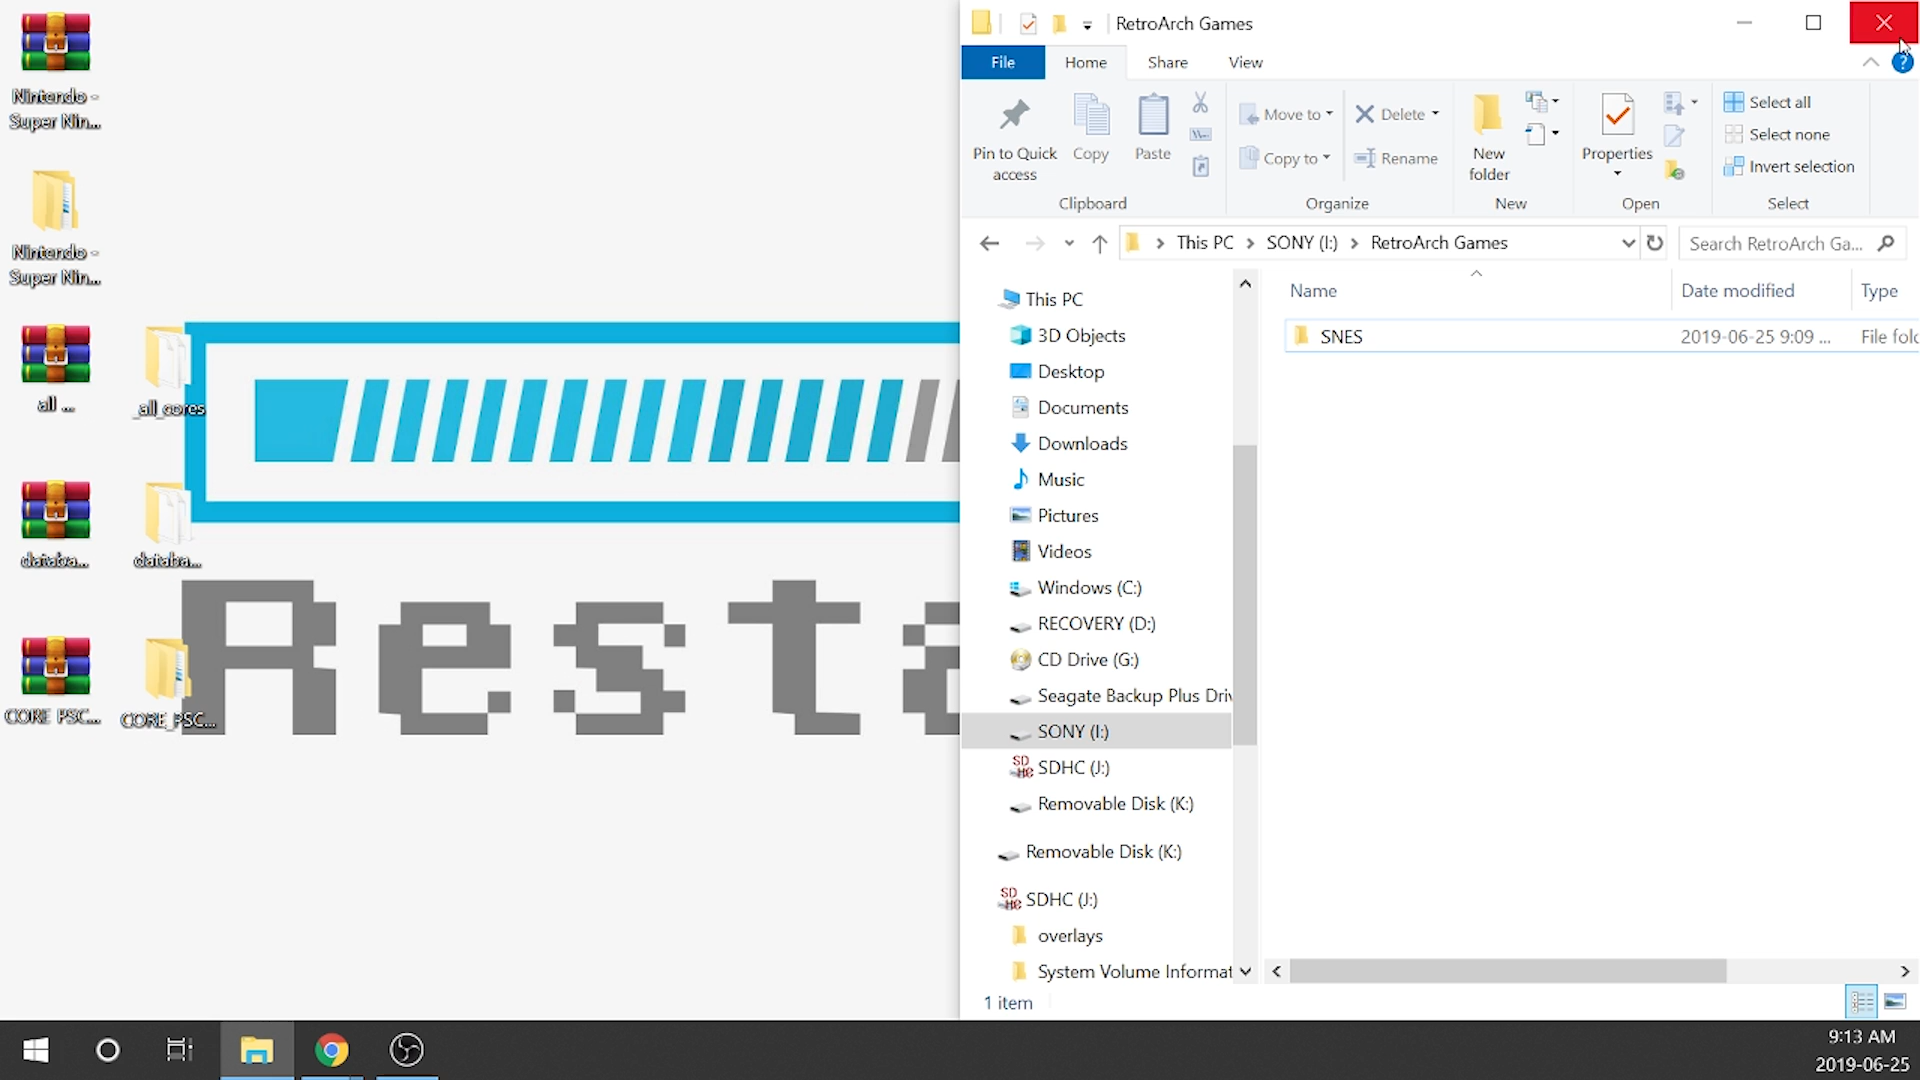 Nintendo -
Super Nin...
Nintendo -
Super Nin...
all ...
_all_cores
databa...
databa...
CORE PSC...
CORE_PSC...
Resta
RetroArch Games
File
Home
Share
View
?
Pin to Quick
access
Copy
Paste
Move to
Copy to
Delete
Rename
New
folder
Properties
Select all
Select none
Invert selection
Clipboard
Organize
New
Open
Select
This PC
SONY (I:)
RetroArch Games
Search RetroArch Ga...
Name
Date modified
Type
SNES
2019-06-25 9:09 ...
File fold
This PC
3D Objects
Desktop
Documents
Downloads
Music
Pictures
Videos
Windows (C:)
RECOVERY (D:)
CD Drive (G:)
Seagate Backup Plus Driv
SONY (I:)
SDHC (J:)
Removable Disk (K:)
Removable Disk (K:)
SDHC (J:)
overlays
System Volume Informat
1 item
9:13 AM
2019-06-25